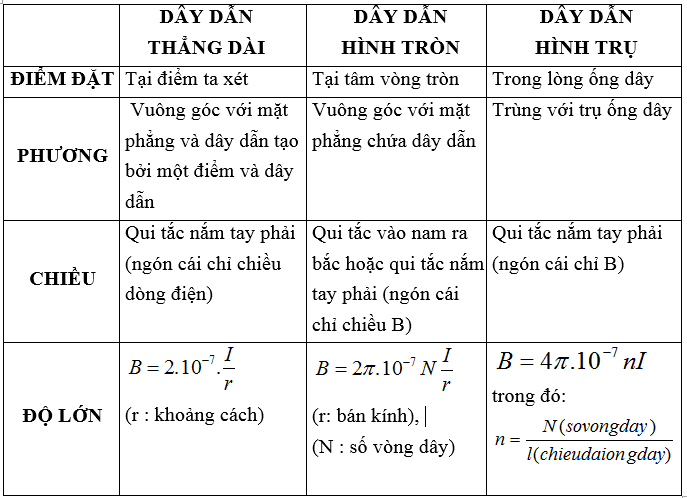 DÂY DẪN
THẲNG DÀI
DÂY DẪN
HÌNH TRÒN
DÂY DẪN
HÌNH TRỤ
ĐIỂM ĐẶT
Tại điểm ta xét
Tại tâm vòng tròn
Trong lòng ống dây
PHƯƠNG
Vuông góc với mặt
phẳng và dây dẫn tạo
bởi một điểm và dây
dẫn
Vuông góc với mặt
phẳng chứa dây dẫn
Trùng với trụ ống dây
CHIỀU
Qui tắc nắm tay phải
(ngón cái chỉ chiều
dòng điện)
Qui tắc vào nam ra
bắc hoặc qui tắc nắm
tay phải (ngón cái
chỉ chiều B)
Qui tắc nắm tay phải
(ngón cái chỉ B)
ĐỘ LỚN
B = 2.10⁻⁷. I/r
(r : khoảng cách)
B = 2π.10⁻⁷ N I/r
(r: bán kính),
(N : số vòng dây)
B = 4π.10⁻⁷ nI
trong đó:
n = N(sovongday)/l(chieudaiongday)